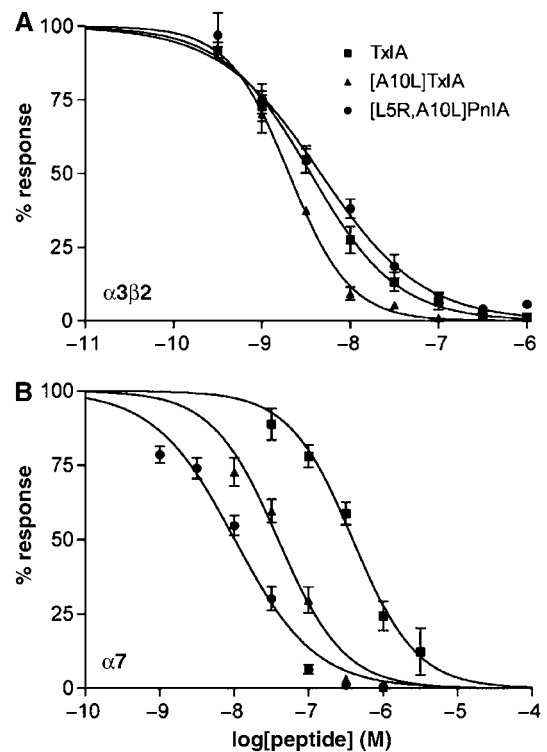 A
100
75
50
25
0
% response
TxIA
[A10L]TxIA
[L5R,A10L]PnIA
α3β2
−11 −10 −9 −8 −7 −6
B
100
75
50
25
0
% response
α7
−10 −9 −8 −7 −6 −5 −4
log[peptide] (M)